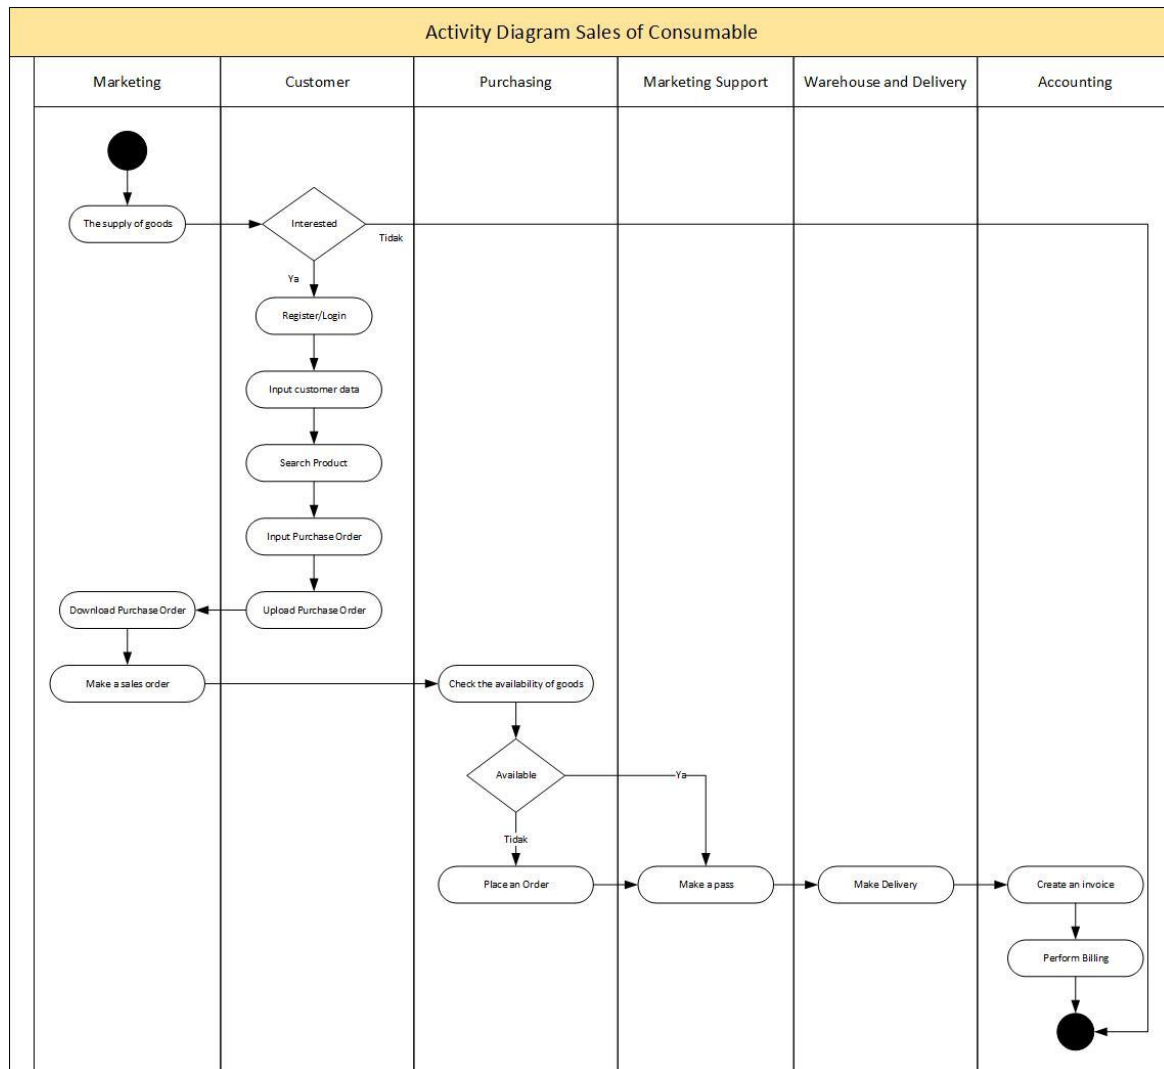 Activity Diagram Sales of Consumable
Marketing
Customer
Purchasing
Marketing Support
Warehouse and Delivery
Accounting
The supply of goods
Interested
Tidak
Ya
Register/Login
Input customer data
Search Product
Input Purchase Order
Download Purchase Order
Upload Purchase Order
Make a sales order
Check the availability of goods
Available
Ya
Tidak
Place an Order
Make a pass
Make Delivery
Create an invoice
Perform Billing